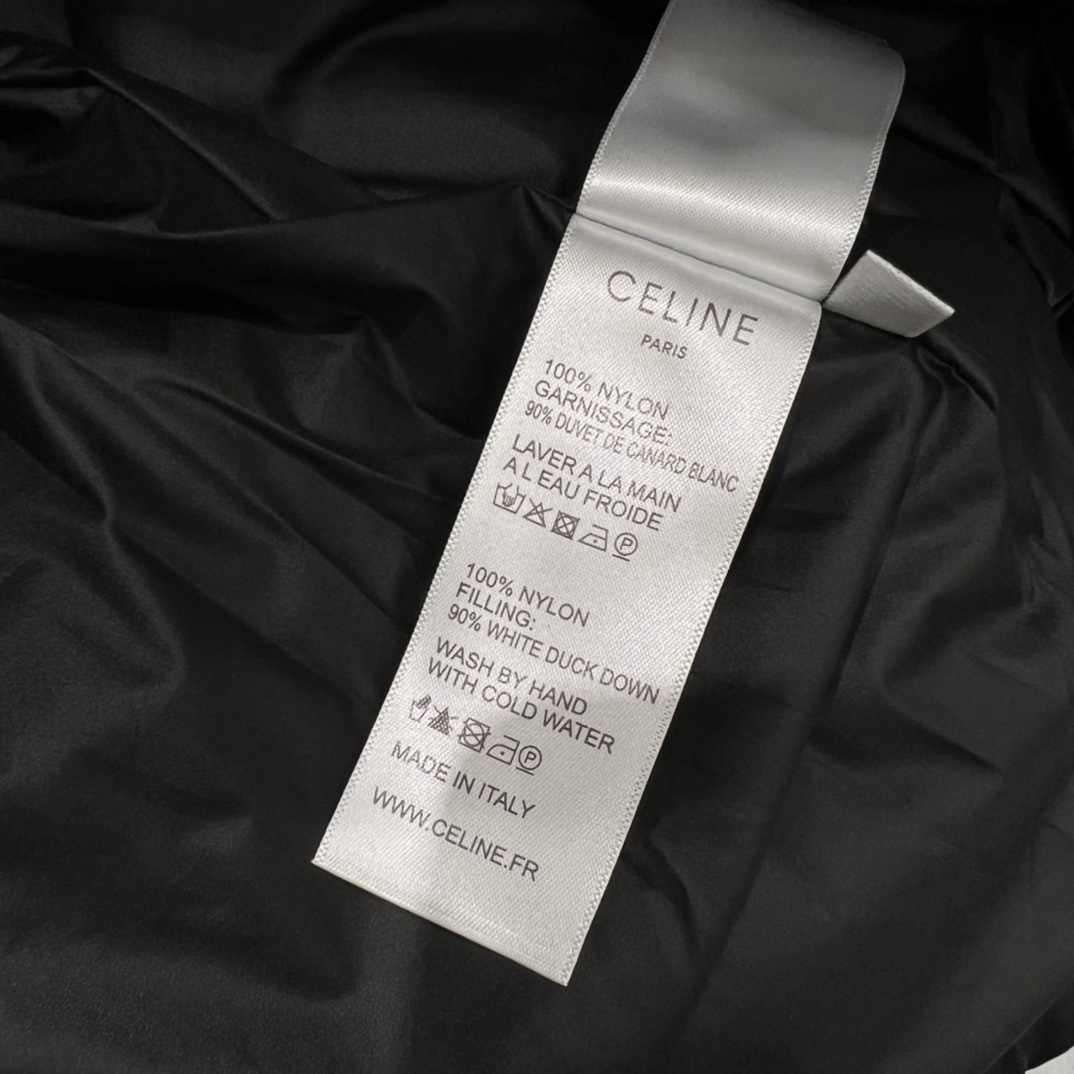 CELINE
PARIS
100% NYLON
GARNISSAGE:
90% DUVET DE CANARD BLANC
LAVER A LA MAIN
A L EAU FROIDE
P
100% NYLON
FILLING:
90% WHITE DUCK DOWN
WASH BY HAND
WITH COLD WATER
P
MADE IN ITALY
WWW.CELINE.FR